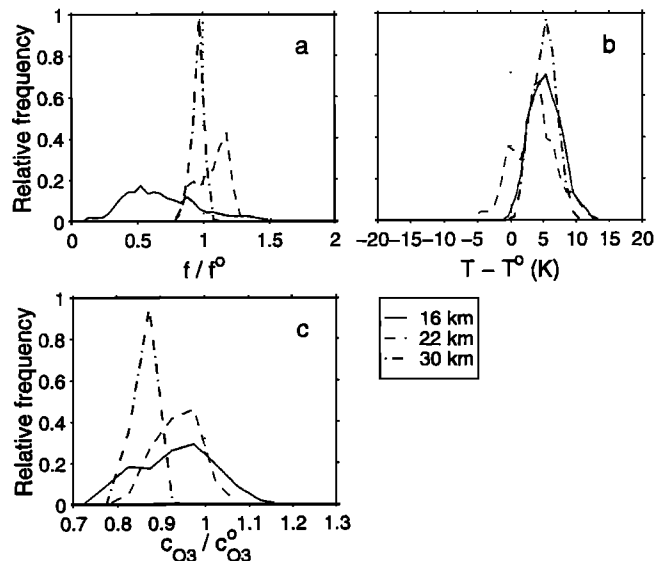 Relative frequency
1
0.8
0.6
0.4
0.2
0
a
0 0.5 1 1.5 2
f / f°
b
−20−15−10 −5 0 5 10 15 20
T − T° (K)
Relative frequency
1
0.8
0.6
0.4
0.2
0
c
0.7 0.8 0.9 1 1.1 1.2 1.3
cO3 / c°O3
16 km
22 km
30 km